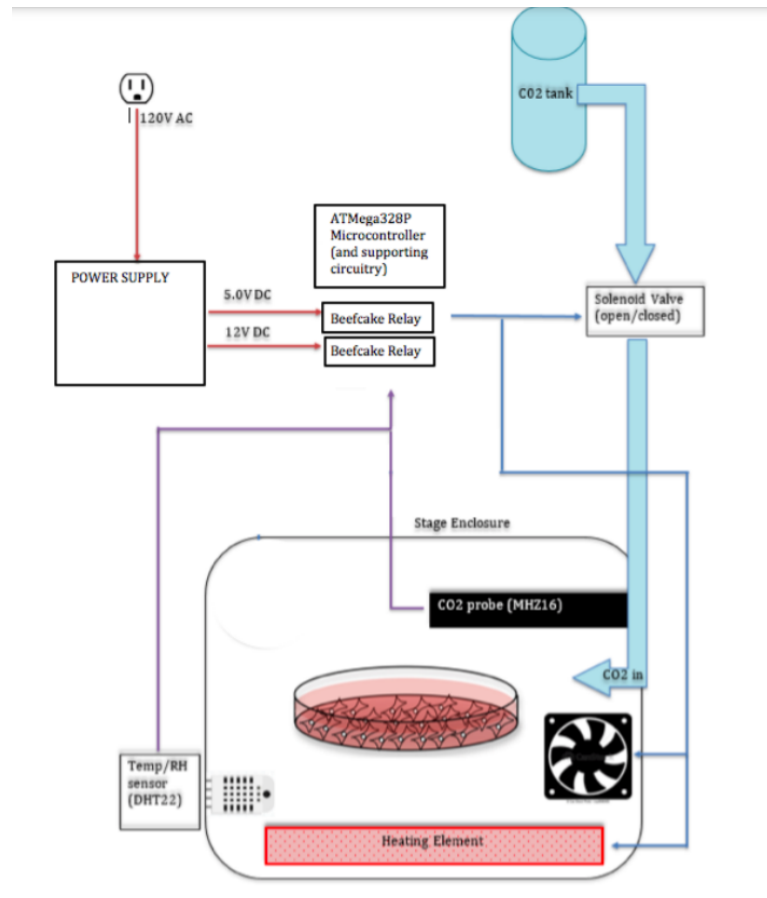 C02 tank
120V AC
ATMega328P
Microcontroller
(and supporting
circuitry)
POWER SUPPLY
5.0V DC
12V DC
Beefcake Relay
Beefcake Relay
Solenoid Valve
(open/closed)
Stage Enclosure
CO2 probe (MHZ16)
CO2 in
Temp/RH
sensor
(DHT22)
Heating Element